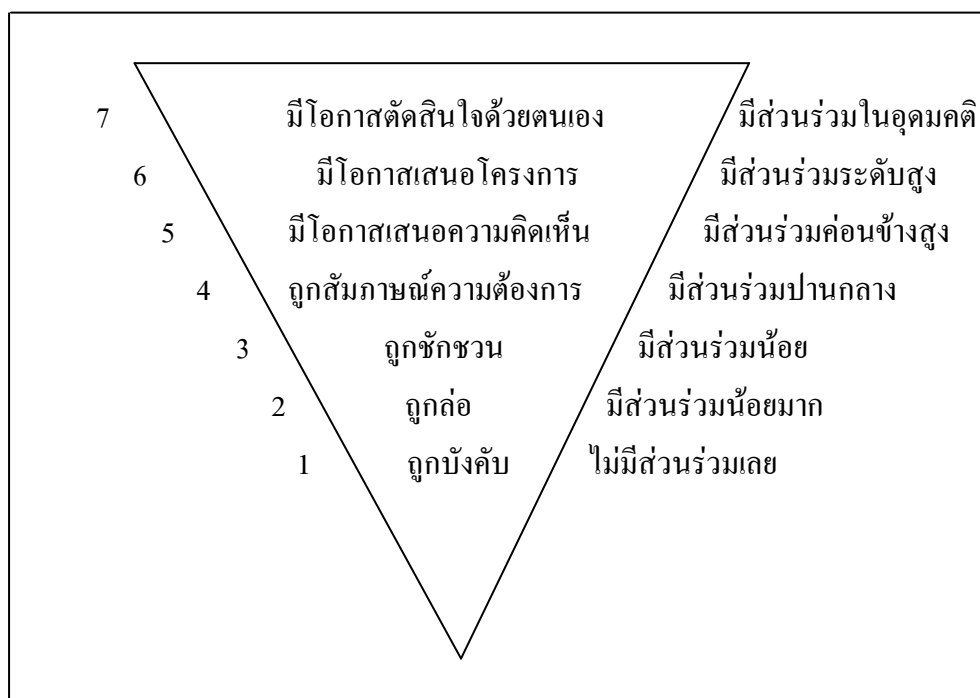 7 มีโอกาสตัดสินใจด้วยตนเอง มีส่วนร่วมในอุดมคติ
6 มีโอกาสเสนอโครงการ มีส่วนร่วมระดับสูง
5 มีโอกาสเสนอความคิดเห็น มีส่วนร่วมค่อนข้างสูง
4 ถูกสัมภาษณ์ความต้องการ มีส่วนร่วมปานกลาง
3 ถูกชักชวน มีส่วนร่วมน้อย
2 ถูกล่อ มีส่วนร่วมน้อยมาก
1 ถูกบังคับ ไม่มีส่วนร่วมเลย